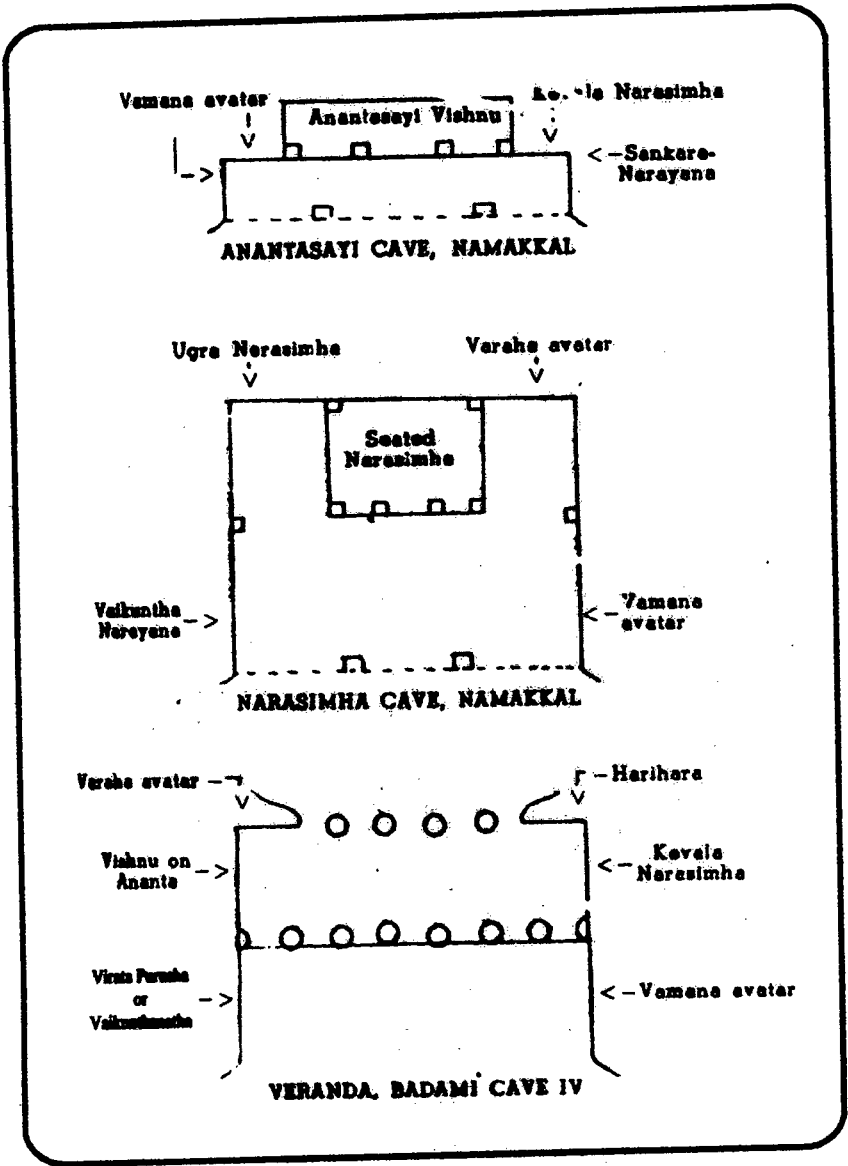 Vamana avatar
Narasimha
Anantasayi Vishnu
Sankara-
Narayana
ANANTASAYI CAVE, NAMAKKAL
Ugra Narasimha
Varaha avatar
Seated
Narasimha
Vaikuntha
Narayana
Vamana
avatar
NARASIMHA CAVE, NAMAKKAL
Varaha avatar
Harihara
Vishnu on
Ananta
Kevala
Narasimha
Virata Purusha
or
Vaikunthanatha
Vamana avatar
VERANDA, BADAMI CAVE IV